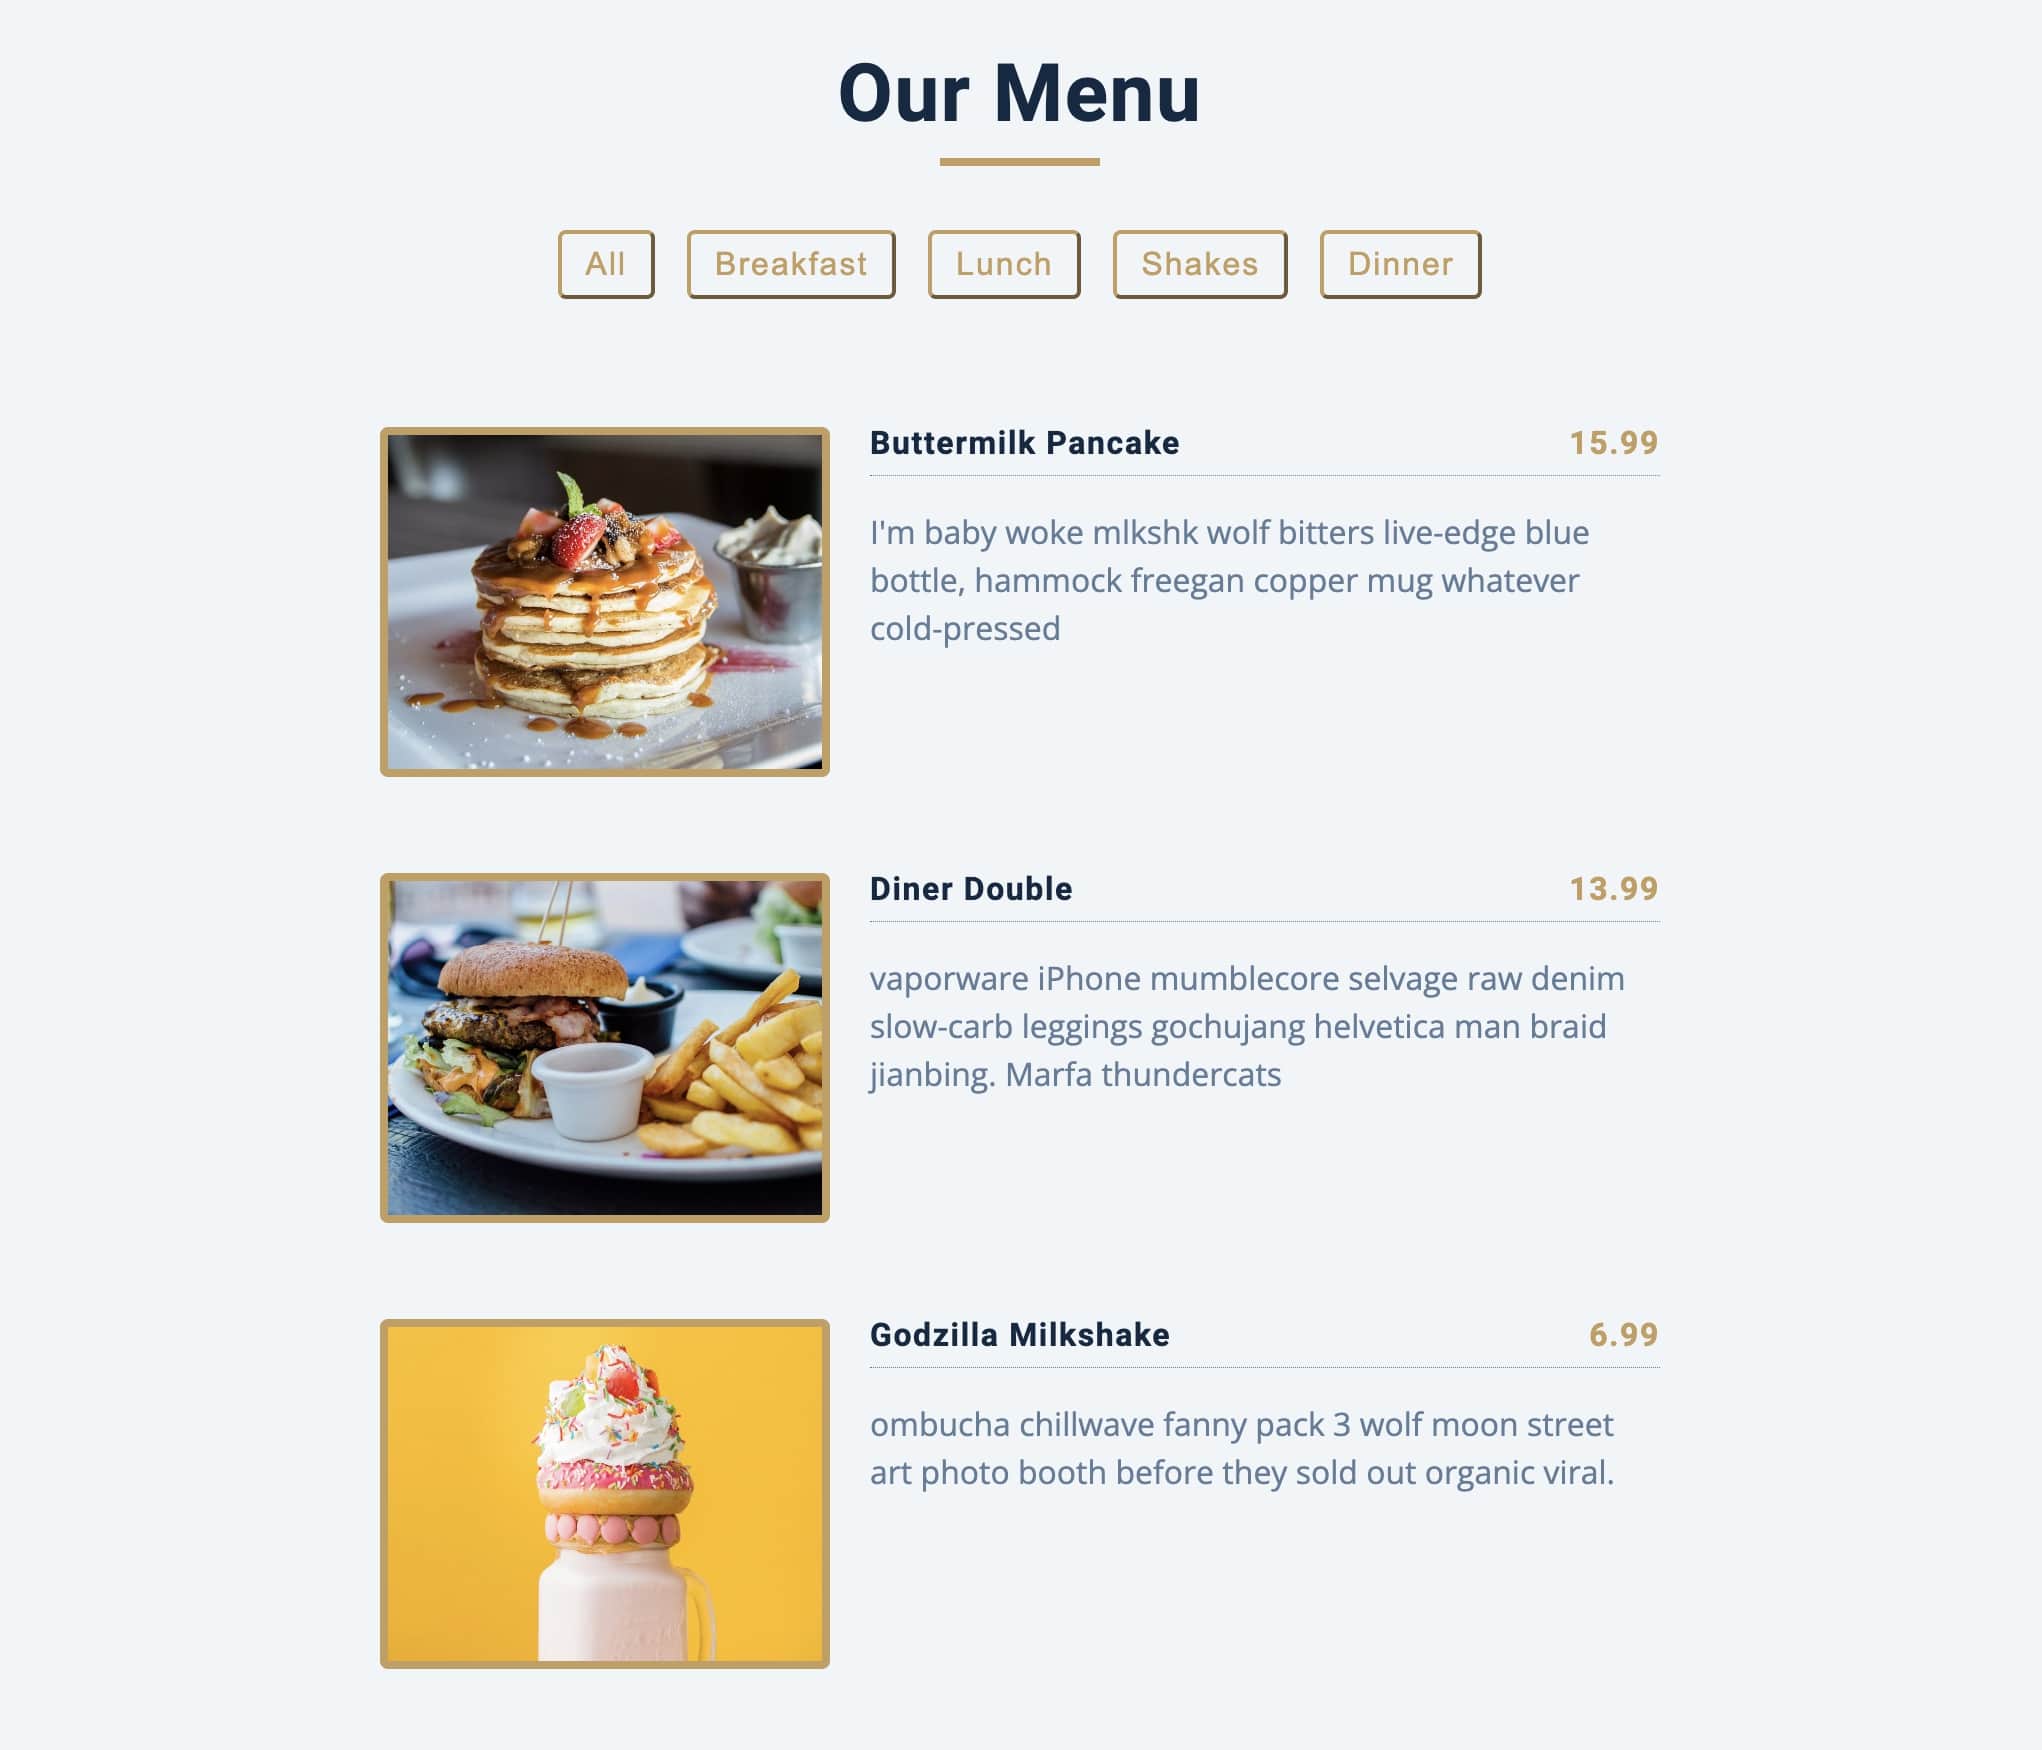 Our Menu
All
Breakfast
Lunch
Shakes
Dinner
Buttermilk Pancake
15.99
I'm baby woke mlkshk wolf bitters live-edge blue
bottle, hammock freegan copper mug whatever
cold-pressed
Diner Double
13.99
vaporware iPhone mumblecore selvage raw denim
slow-carb leggings gochujang helvetica man braid
jianbing. Marfa thundercats
Godzilla Milkshake
6.99
ombucha chillwave fanny pack 3 wolf moon street
art photo booth before they sold out organic viral.